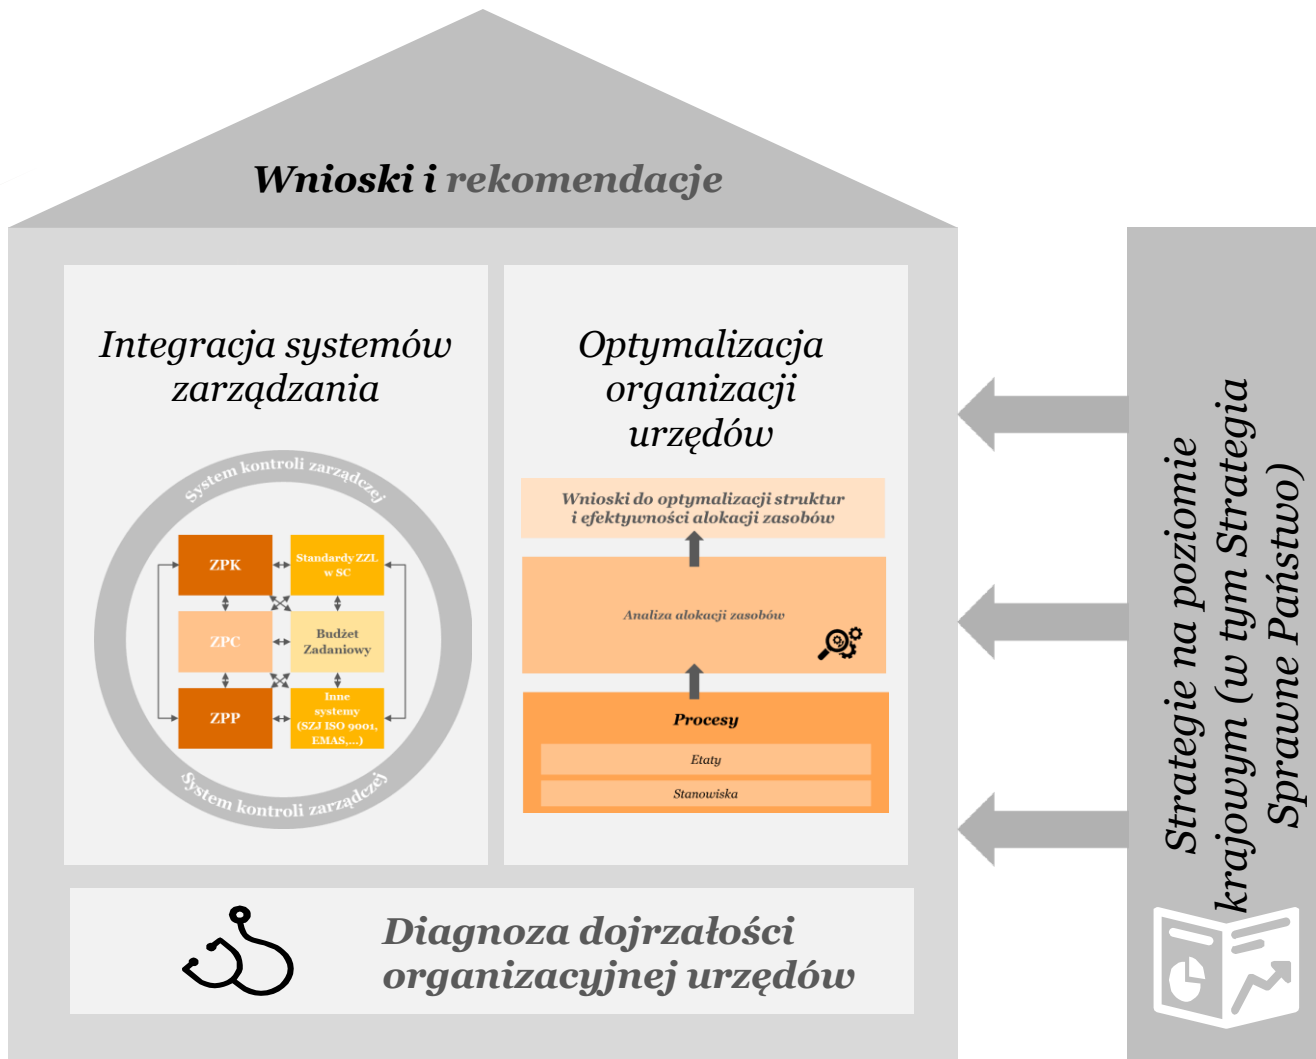 Wnioski i rekomendacje
Integracja systemów
zarządzania
System kontroli zarządczej
ZPK
Standardy ZZL
w SC
ZPC
Budżet
Zadaniowy
ZPP
Inne
systemy
(SZJ ISO 9001,
EMAS,...)
System kontroli zarządczej
Optymalizacja
organizacji
urzędów
Wnioski do optymalizacji struktur
i efektywności alokacji zasobów
Analiza alokacji zasobów
Procesy
Etaty
Stanowiska
Diagnoza dojrzałości
organizacyjnej urzędów
Strategie na poziomie
krajowym (w tym Strategia
Sprawne Państwo)